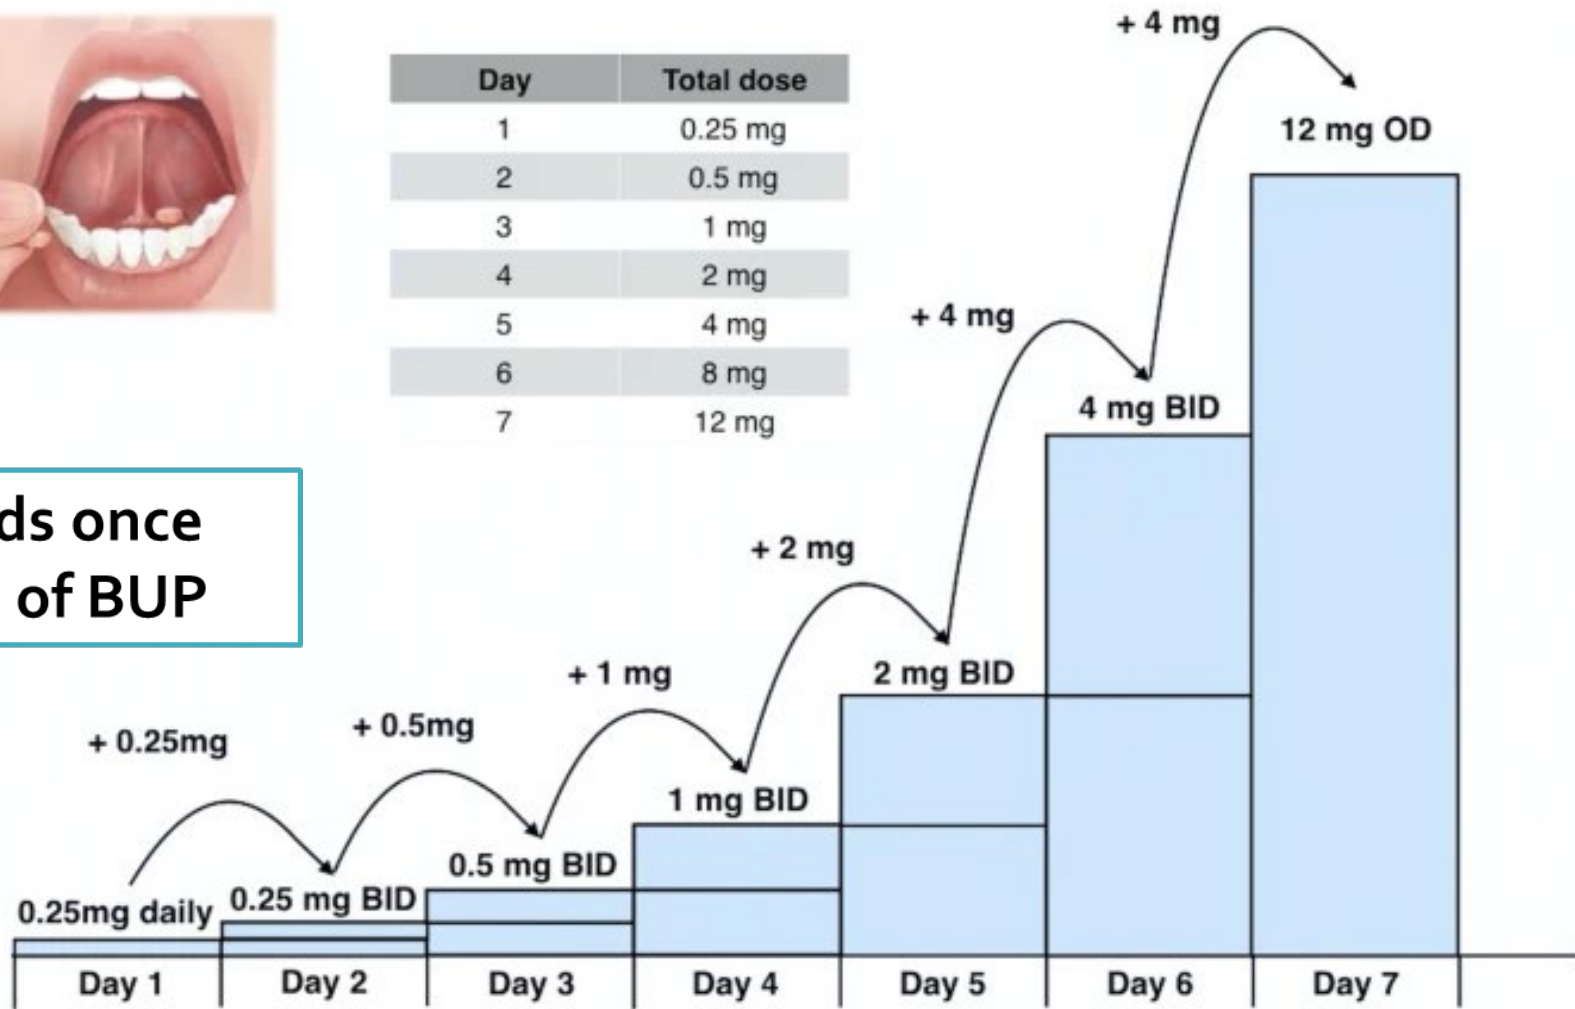 Day Total dose
1 0.25 mg
2 0.5 mg
3 1 mg
4 2 mg
5 4 mg
6 8 mg
7 12 mg
ds once
of BUP
+ 0.25mg
+ 0.5mg
+ 1 mg
+ 2 mg
+ 4 mg
+ 4 mg
0.25mg daily
0.25 mg BID
0.5 mg BID
1 mg BID
2 mg BID
4 mg BID
12 mg OD
Day 1 Day 2 Day 3 Day 4 Day 5 Day 6 Day 7